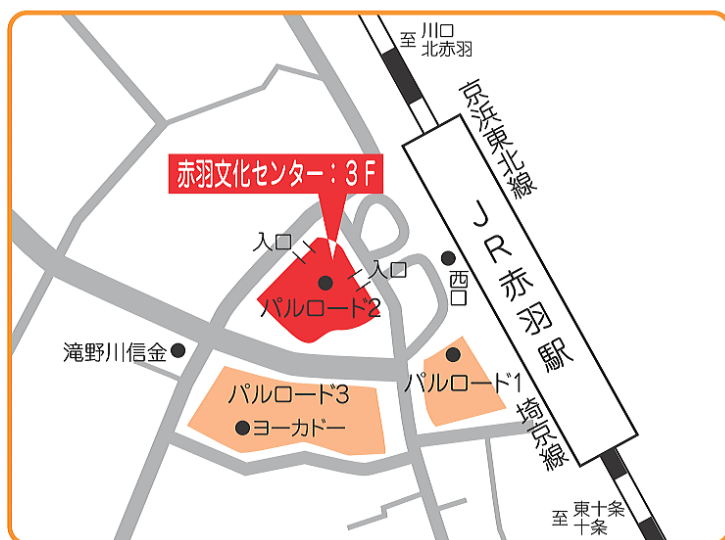 至 川口
北赤羽
京浜東北線
赤羽文化センター：3F
JR赤羽駅
入口
入口
西口
パルロード2
滝野川信金
パルロード1
パルロード3
ヨーカドー
埼京線
至 東十条
十条